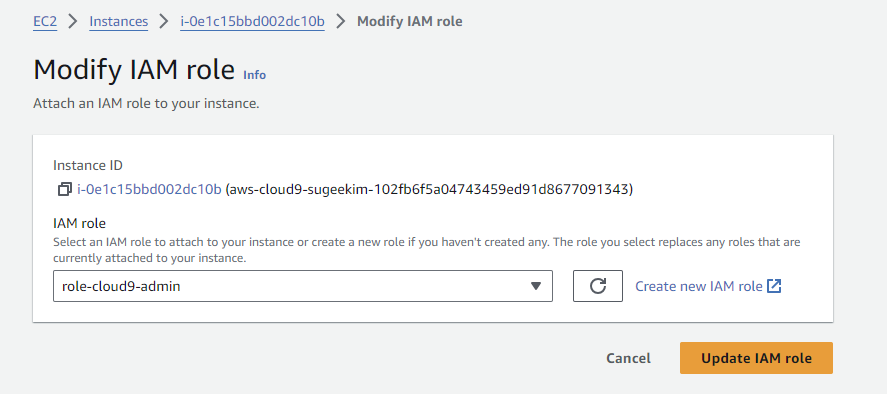 EC2 > Instances > i-0e1c15bbd002dc10b > Modify IAM role
Modify IAM role Info
Attach an IAM role to your instance.
Instance ID
i-0e1c15bbd002dc10b (aws-cloud9-sugeekim-102fb6f5a04743459ed91d8677091343)
IAM role
Select an IAM role to attach to your instance or create a new role if you haven't created any. The role you select replaces any roles that are
currently attached to your instance.
role-cloud9-admin
Create new IAM role
Cancel
Update IAM role